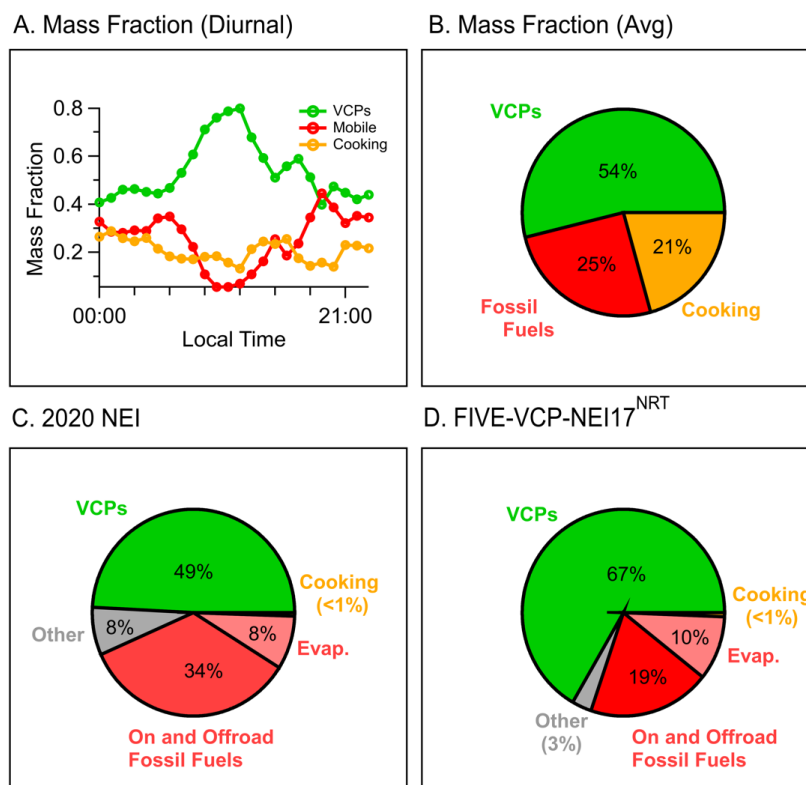 A. Mass Fraction (Diurnal)
VCPs
Mobile
Cooking
0.8
0.6
0.4
0.2
Mass Fraction
00:00
21:00
Local Time
B. Mass Fraction (Avg)
VCPs
54%
25%
21%
Fossil
Fuels
Cooking
C. 2020 NEI
VCPs
49%
Cooking
(<1%)
Other
8%
8%
Evap.
34%
On and Offroad
Fossil Fuels
D. FIVE-VCP-NEI17^NRT
VCPs
67%
Cooking
(<1%)
10%
Evap.
19%
Other
(3%)
On and Offroad
Fossil Fuels